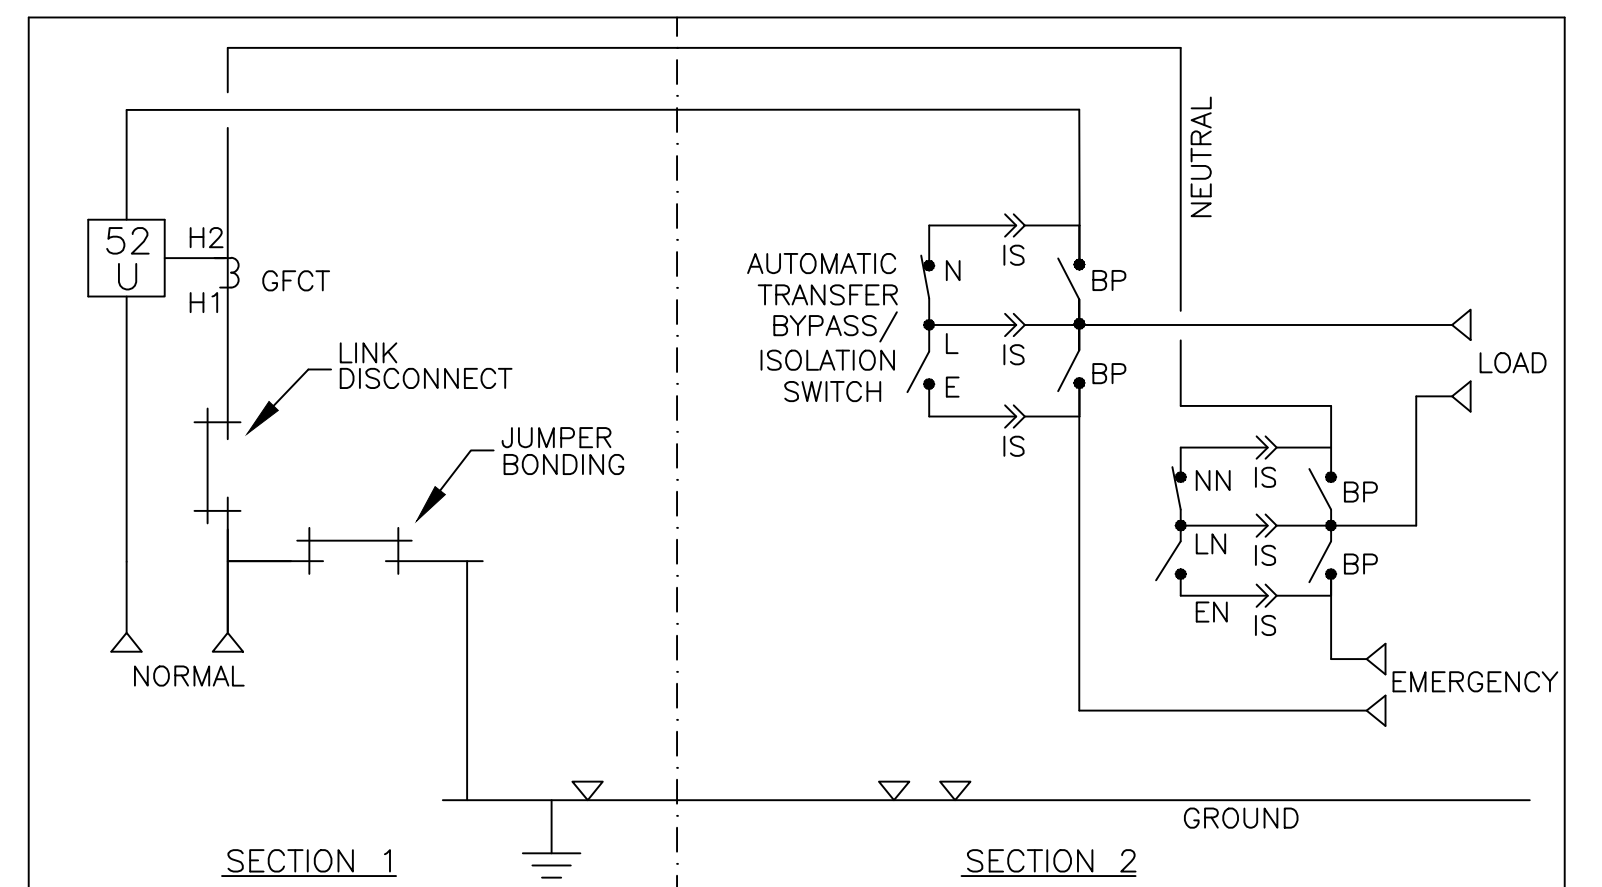 NEUTRAL
52
U
H2
H1
GFCT
LINK
DISCONNECT
JUMPER
BONDING
NORMAL
AUTOMATIC
TRANSFER
BYPASS/
ISOLATION
SWITCH
N
IS
BP
L
IS
E
BP
IS
LOAD
NN
IS
BP
LN
IS
BP
EN
IS
EMERGENCY
GROUND
SECTION 1
SECTION 2